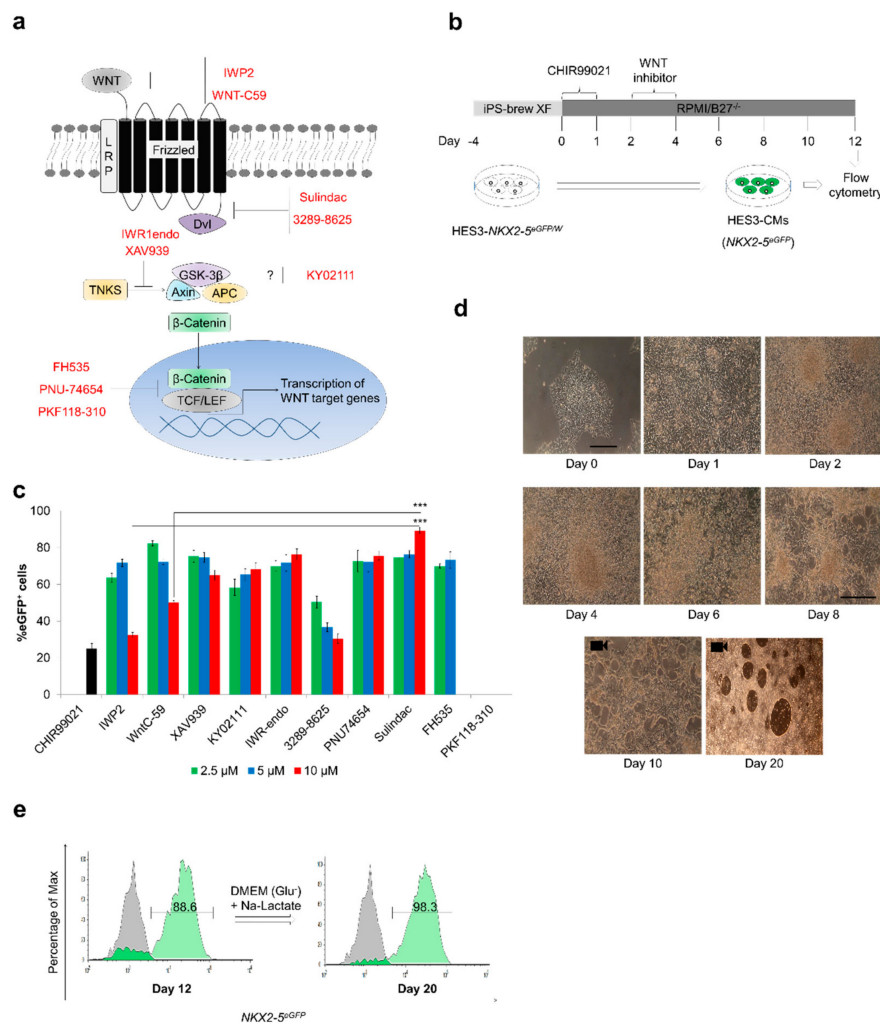 a
WNT
IWP2
WNT-C59
LRP
Frizzled
Dvl
Sulindac
3289-8625
IWR1endo
XAV939
TNKS
GSK-3β
Axin
APC
?
KY02111
β-Catenin
FH535
PNU-74654
PKF118-310
β-Catenin
TCF/LEF
Transcription of
WNT target genes
b
CHIR99021
WNT
inhibitor
iPS-brew XF
RPMI/B27-/-
Day -4 0 1 2 4 6 8 10 12
HES3-NKX2-5eGFP/W
HES3-CMs
(NKX2-5eGFP)
Flow
cytometry
c
***
***
%eGFP+ cells
100
80
60
40
20
0
CHIR99021
IWP2
WntC-59
XAV939
KY02111
IWR-endo
3289-8625
PNU74654
Sulindac
FH535
PKF118-310
2.5 µM 5 µM 10 µM
d
Day 0 Day 1 Day 2
Day 4 Day 6 Day 8
Day 10 Day 20
e
Percentage of Max
88.6
DMEM (Glu-)
+ Na-Lactate
98.3
Day 12
Day 20
NKX2-5eGFP